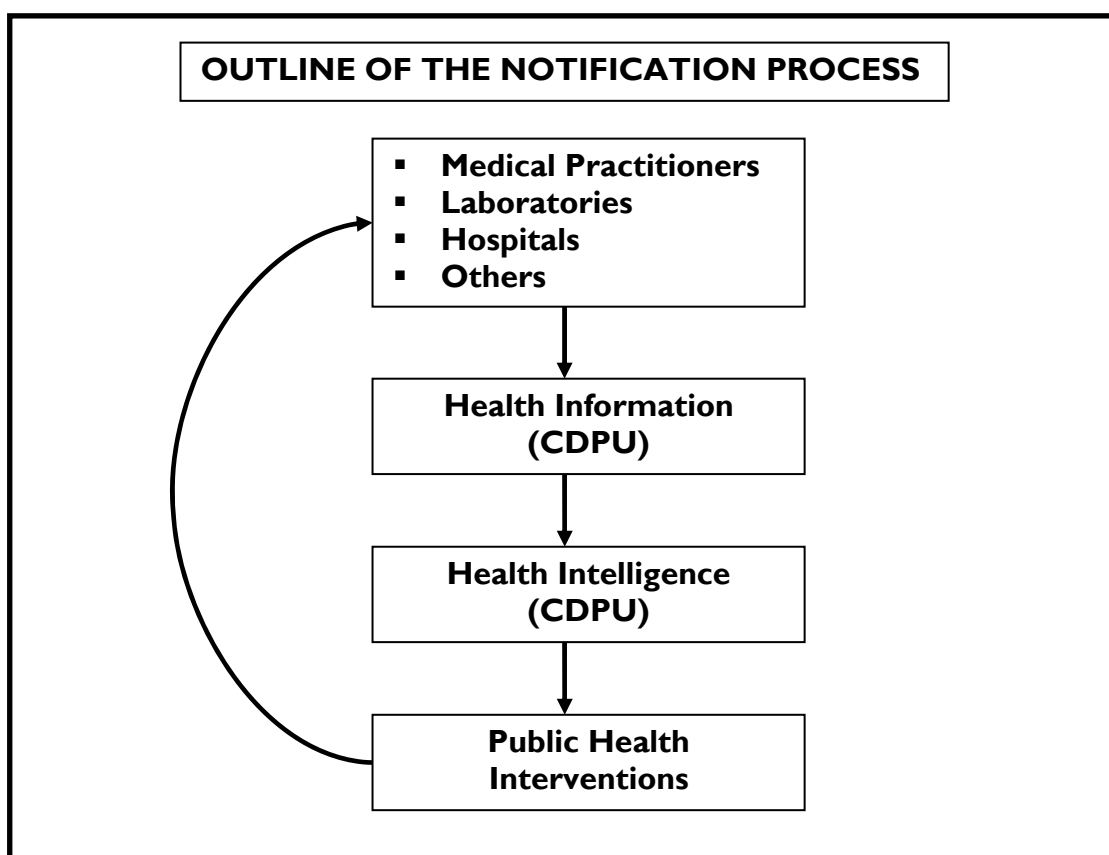 OUTLINE OF THE NOTIFICATION PROCESS
▪ Medical Practitioners
▪ Laboratories
▪ Hospitals
▪ Others
Health Information
(CDPU)
Health Intelligence
(CDPU)
Public Health
Interventions